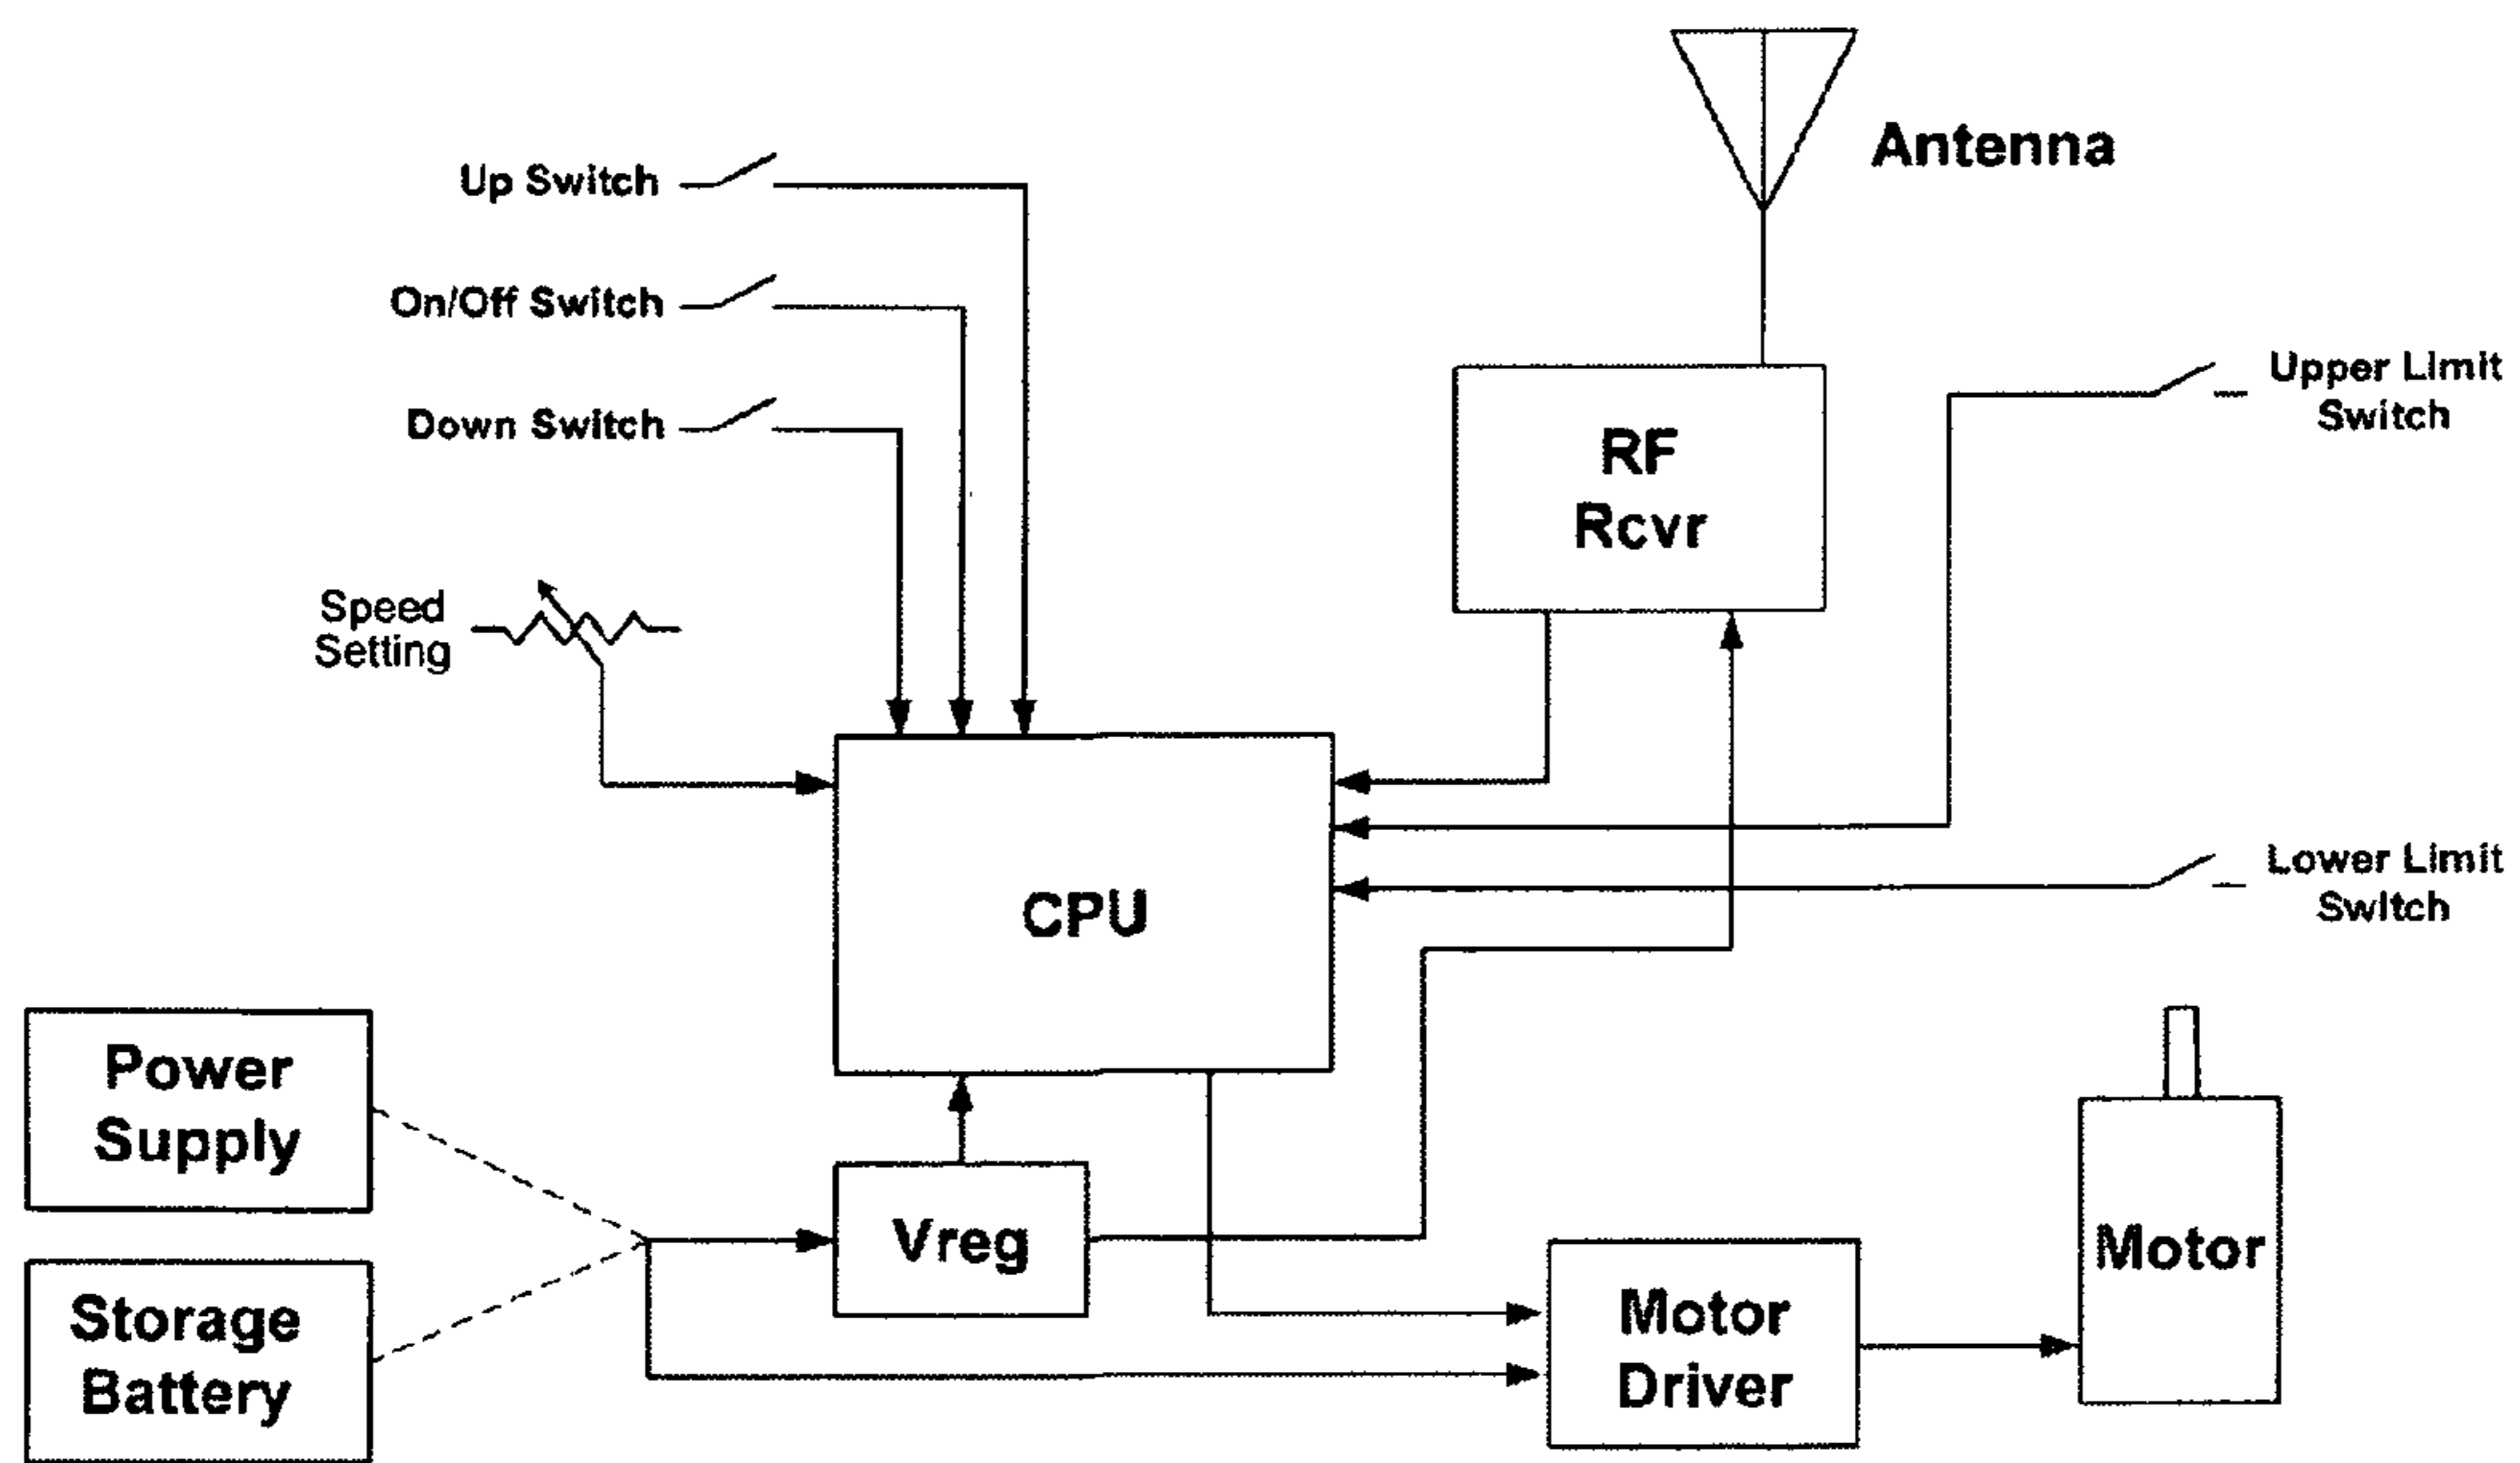 Antenna
Up Switch
On/Off Switch
Down Switch
Upper Limit
Switch
RF
Rcvr
Speed
Setting
Lower Limit
Switch
CPU
Power
Supply
Vreg
Motor
Storage
Battery
Motor
Driver